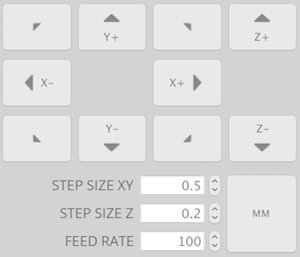 Y+ Z+
X- X+
Y- Z-
STEP SIZE XY 0.5
STEP SIZE Z 0.2 MM
FEED RATE 100